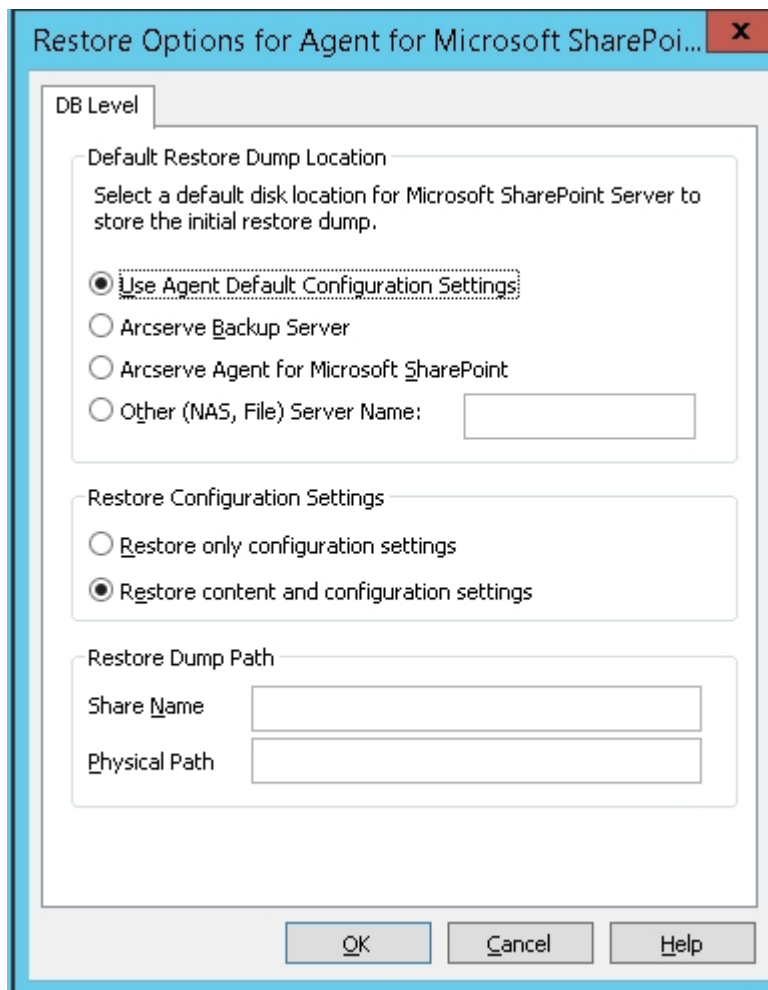 Restore Options for Agent for Microsoft SharePoi...
x
DB Level
Default Restore Dump Location
Select a default disk location for Microsoft SharePoint Server to
store the initial restore dump.
Use Agent Default Configuration Settings
Arcserve Backup Server
Arcserve Agent for Microsoft SharePoint
Other (NAS, File) Server Name:
Restore Configuration Settings
Restore only configuration settings
Restore content and configuration settings
Restore Dump Path
Share Name
Physical Path
OK Cancel Help